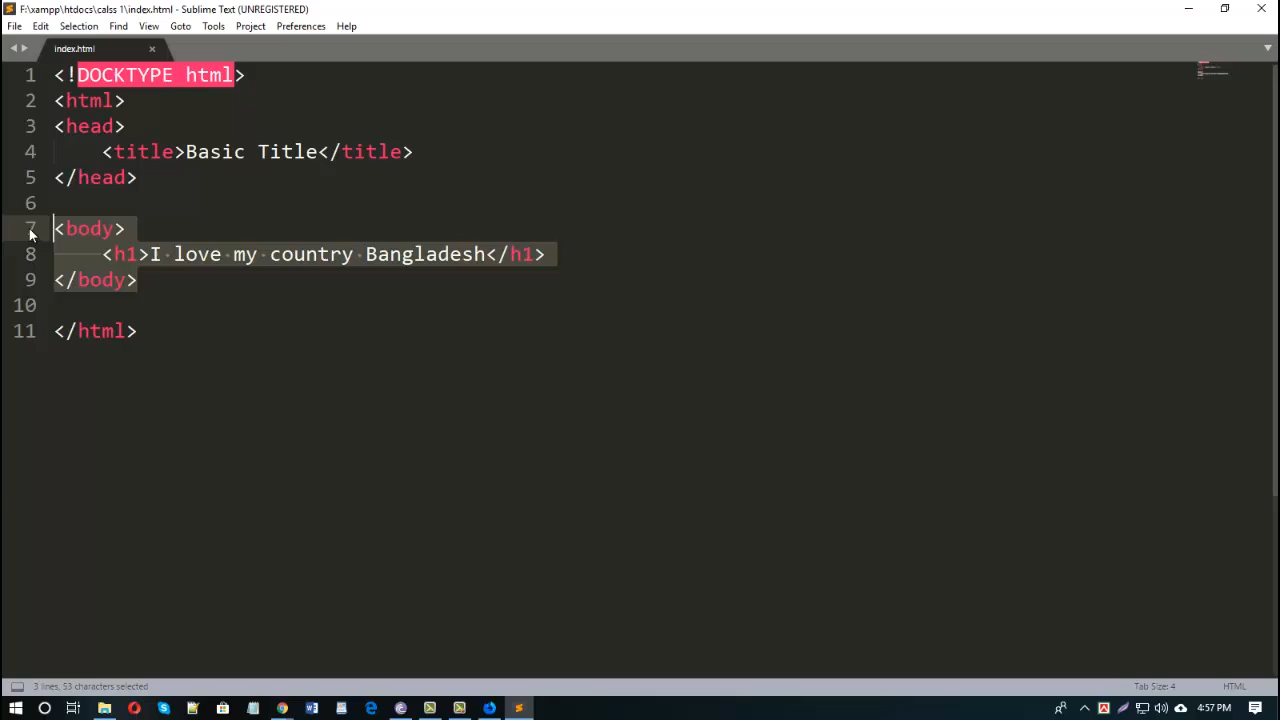 F:\xampp\htdocs\calss 1\index.html - Sublime Text (UNREGISTERED)
File Edit Selection Find View Goto Tools Project Preferences Help
index.html
1 <!DOCKTYPE html>
2 <html>
3 <head>
4 <title>Basic Title</title>
5 </head>
6
7 <body>
8 <h1>I love my country Bangladesh</h1>
9 </body>
10
11 </html>
3 lines, 53 characters selected Tab Size: 4 HTML
4:57 PM